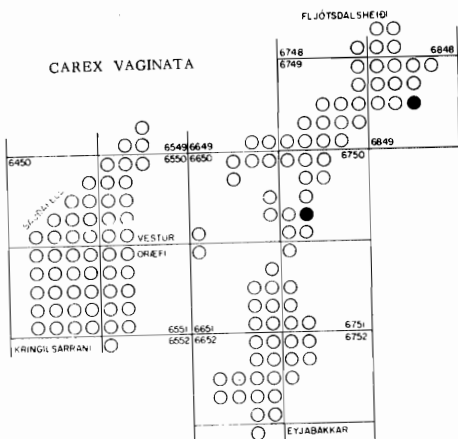 FLJÓTSDALSHEIÐI
CAREX VAGINATA
6748 6848
6749
6549 6649 6849
6450 6550 6650 6750
VESTUR
ÖRÆFI
6551 6651 6751
KRINGILSÁRRANI 6552 6652 6752
EYJABAKKAR